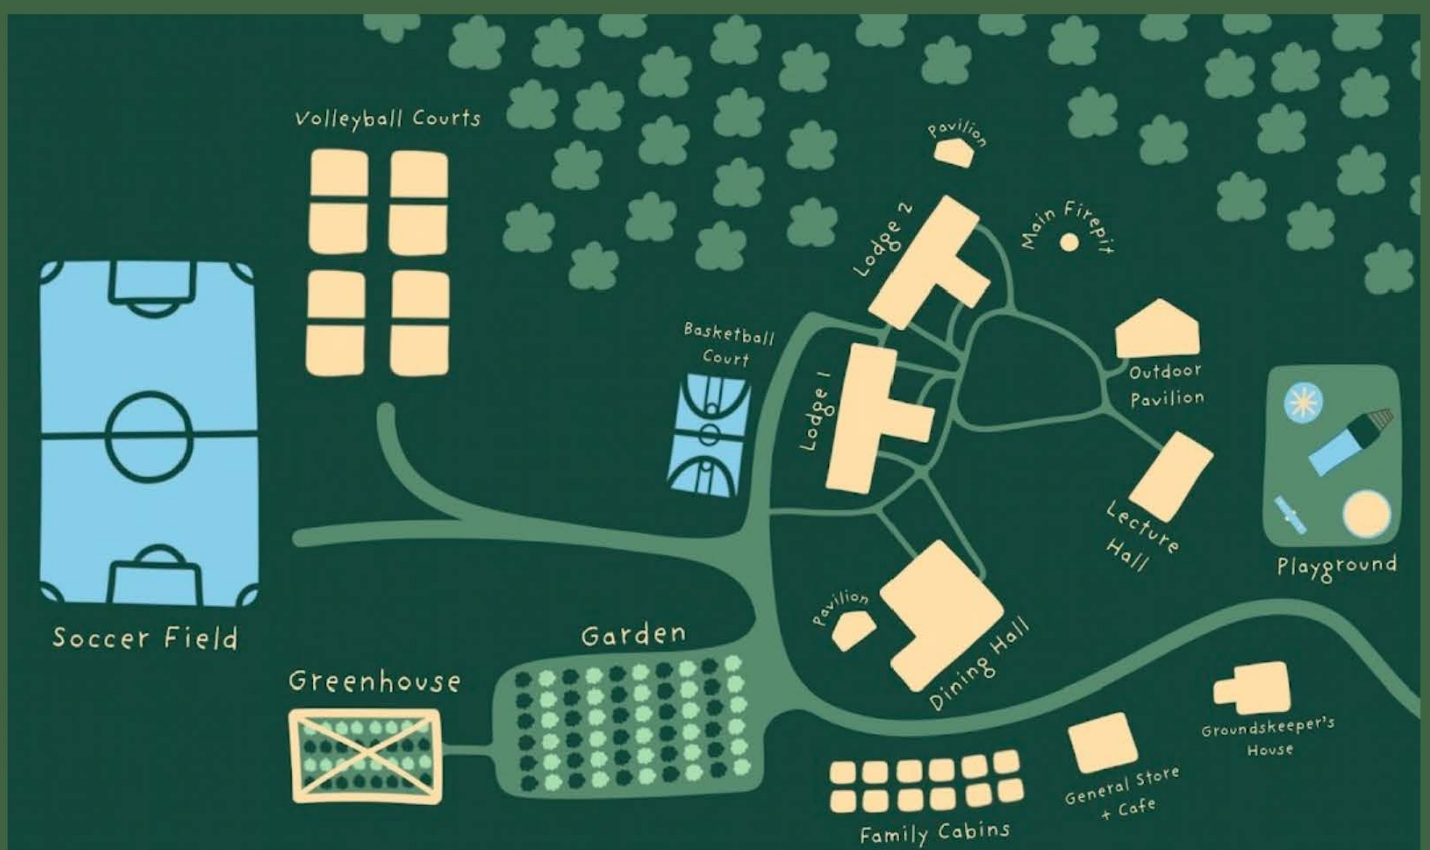 Volleyball Courts
Pavilion
Lodge 2
Main Firepit
Basketball
Court
Lodge 1
Outdoor
Pavilion
Lecture
Hall
Playground
Soccer Field
Garden
Pavilion
Dining Hall
Greenhouse
Groundskeeper's
House
General Store
+ Cafe
Family Cabins